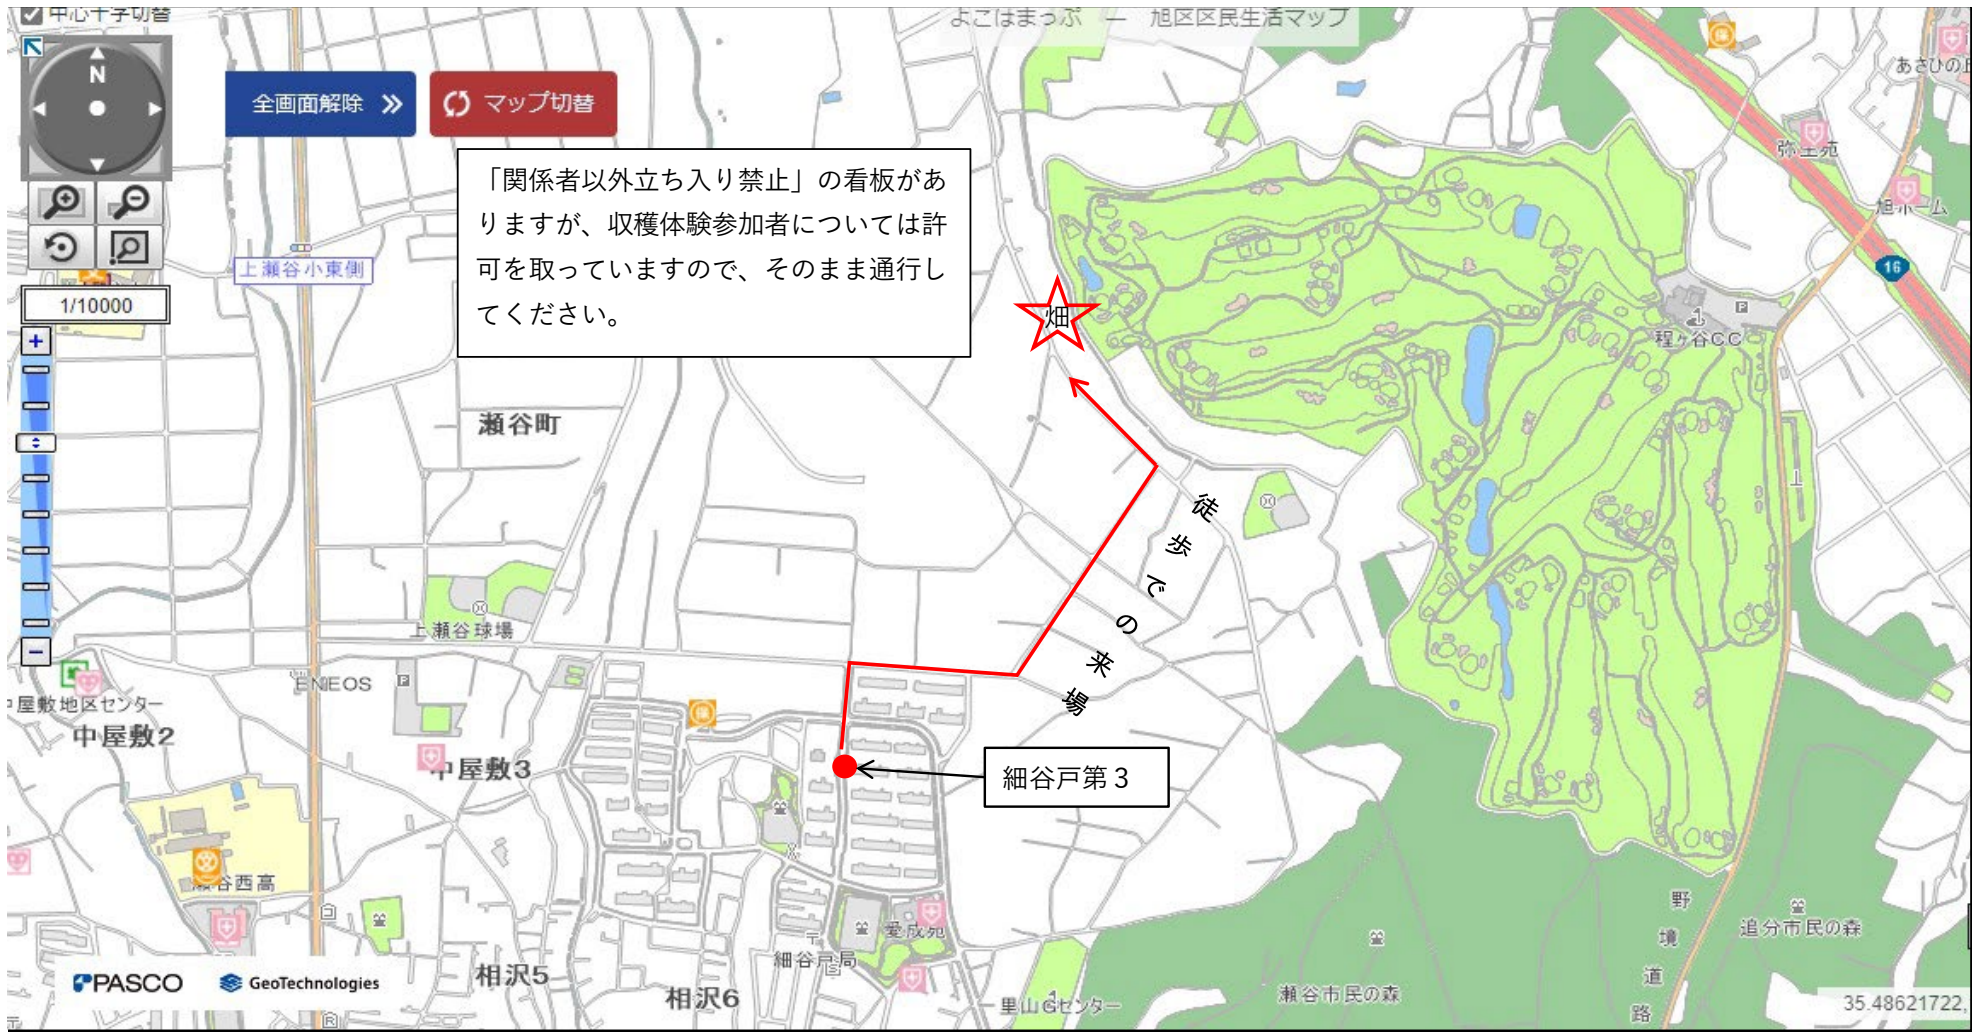 中心十字切替
よこはまっぷ ー 旭区区民生活マップ
N
全画面解除
マップ切替
あさひの丘
「関係者以外立ち入り禁止」の看板があ
りますが、収穫体験参加者については許
可を取っていますので、そのまま通行し
てください。
弥生苑
旭ホーム
上瀬谷小東側
16
1/10000
畑
P
程ヶ谷CC
瀬谷町
徒歩での来場
上瀬谷球場
ENEOS
P
中屋敷地区センター
中屋敷2
中屋敷3
細谷戸第3
瀬谷西高
愛成苑
細谷戸局
野境道路
追分市民の森
PASCO
GeoTechnologies
相沢5
相沢6
一里山Gセンター
瀬谷市民の森
35.48621722,